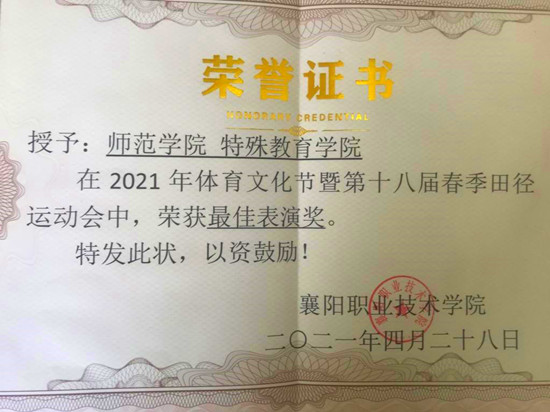 荣誉证书
HONORARY CREDENTIAL
授予：师范学院 特殊教育学院
在 2021 年体育文化节暨第十八届春季田径
运动会中，荣获最佳表演奖。
特发此状，以资鼓励！
襄阳职业技术学院
二〇二一年四月二十八日